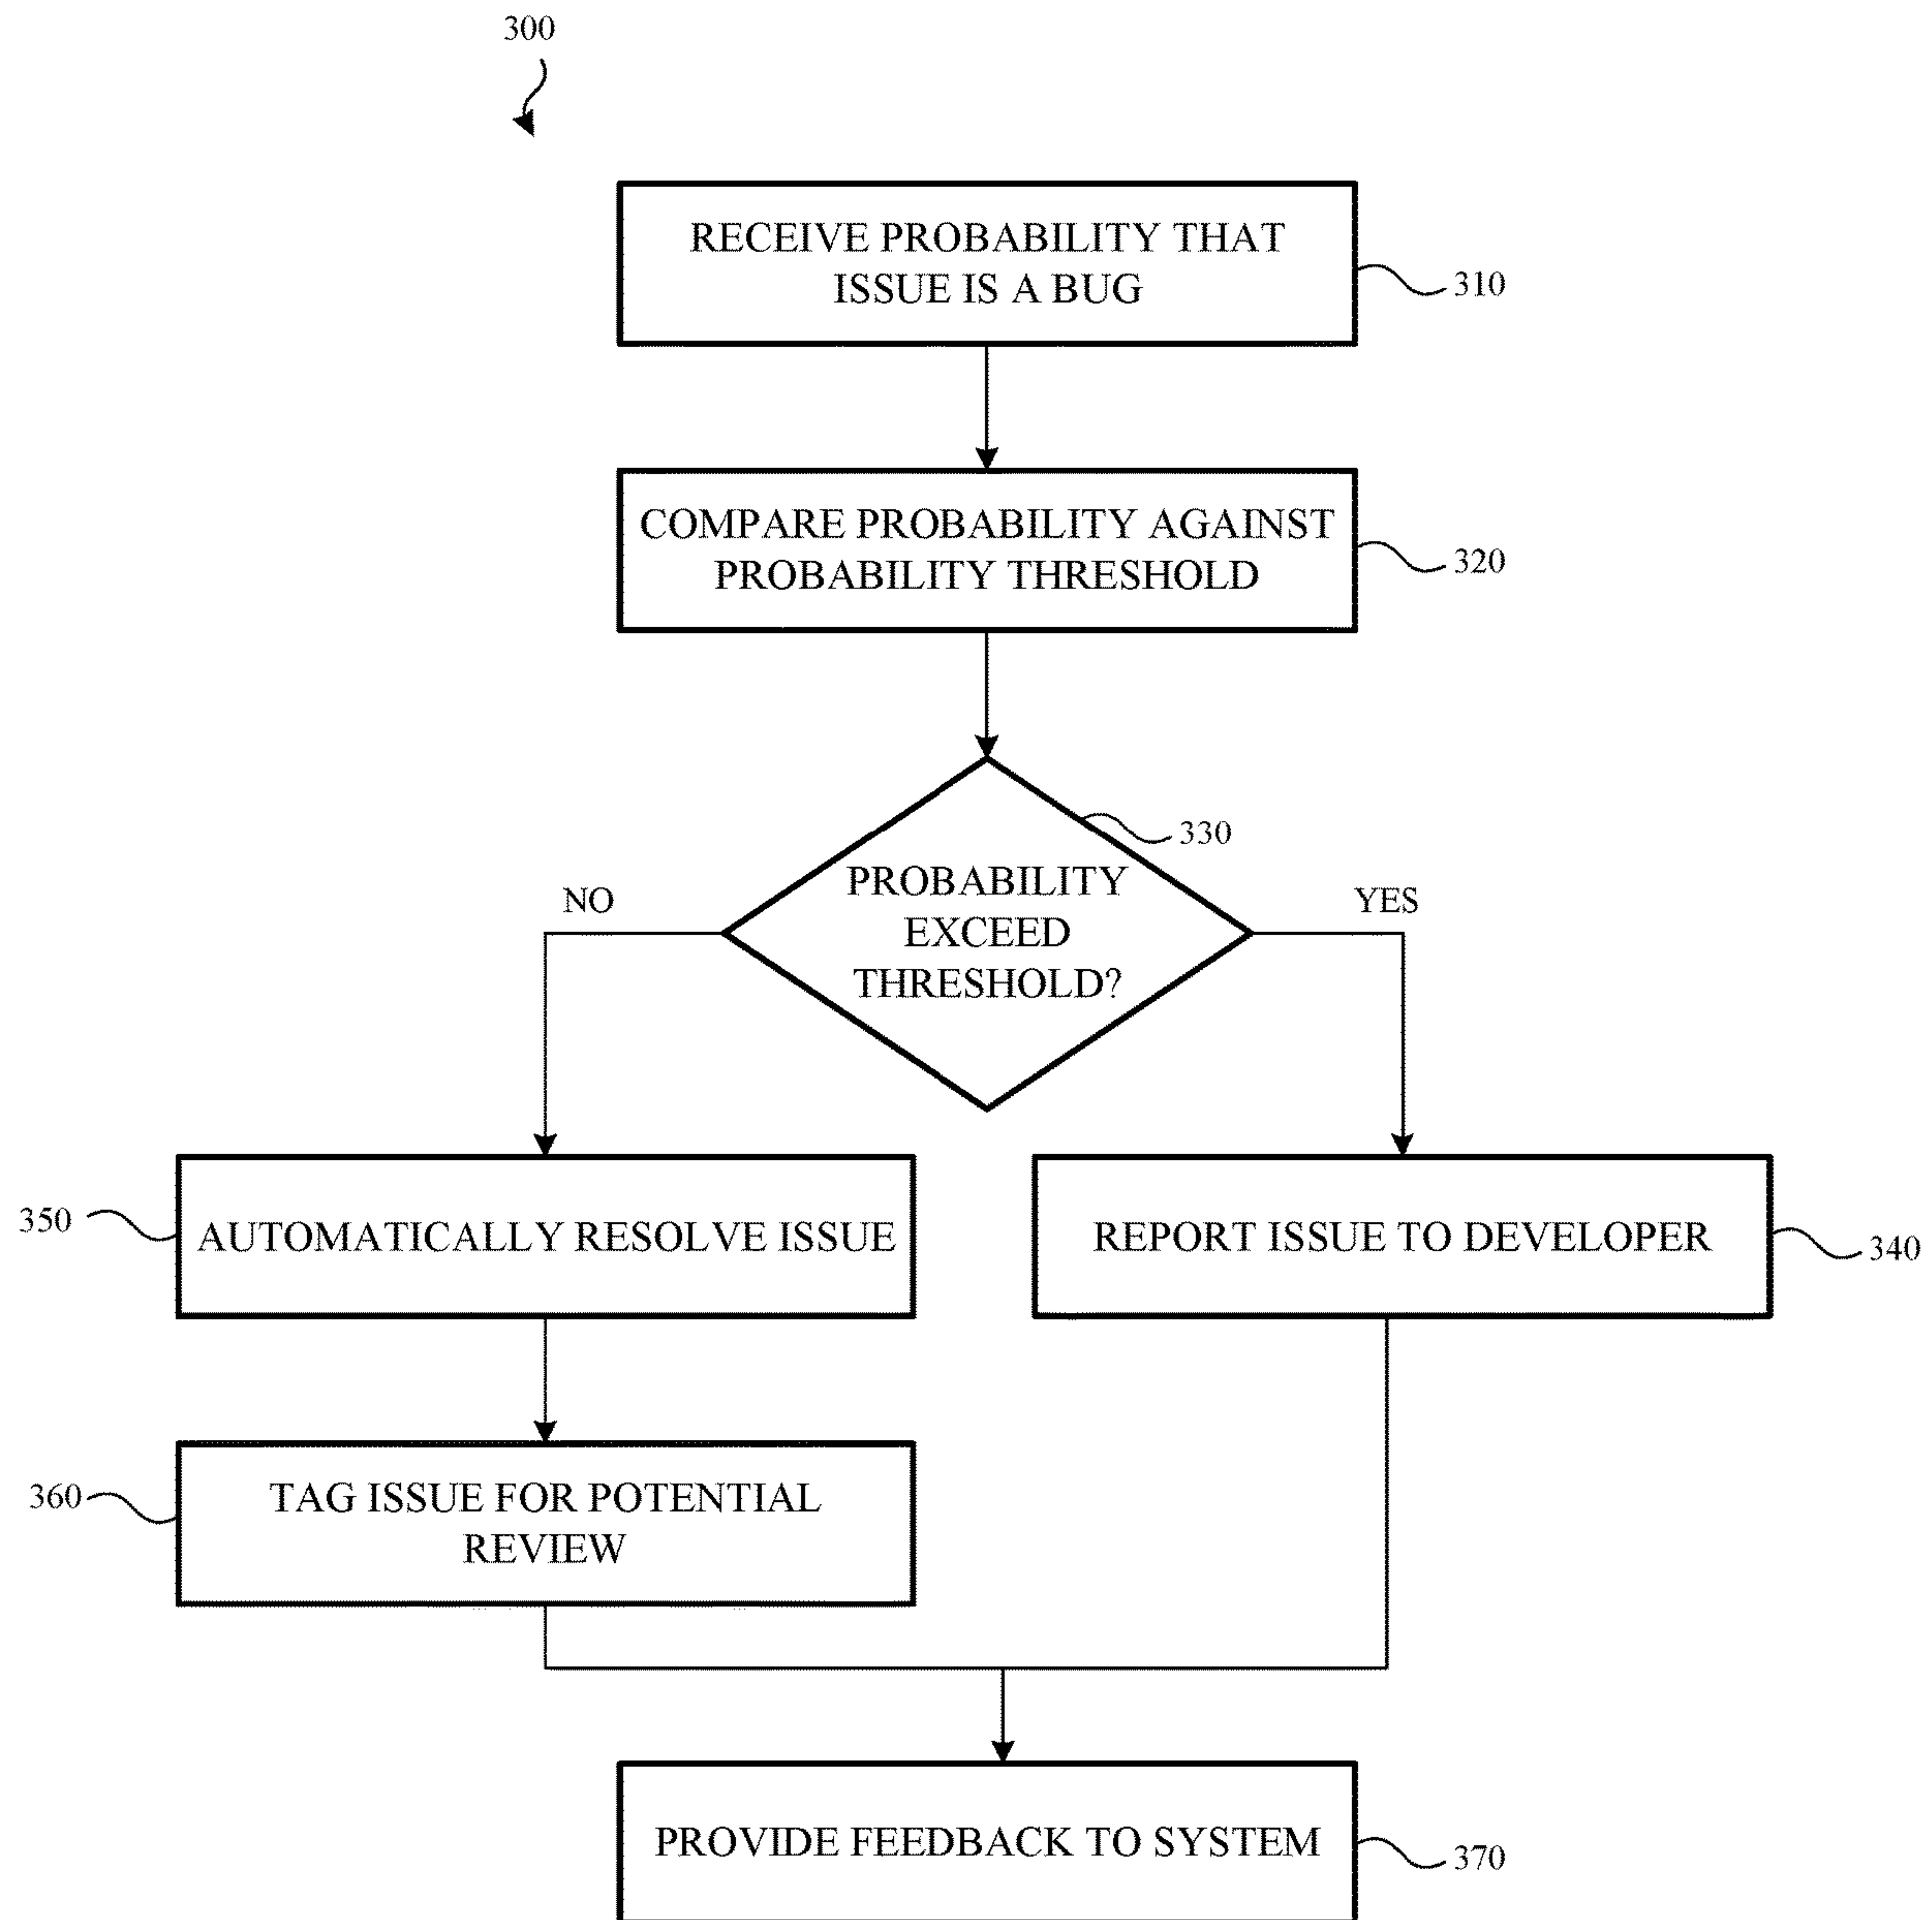 300
RECEIVE PROBABILITY THAT
ISSUE IS A BUG
310
COMPARE PROBABILITY AGAINST
PROBABILITY THRESHOLD
320
330
PROBABILITY
EXCEED
THRESHOLD?
NO
YES
350
AUTOMATICALLY RESOLVE ISSUE
REPORT ISSUE TO DEVELOPER
340
360
TAG ISSUE FOR POTENTIAL
REVIEW
PROVIDE FEEDBACK TO SYSTEM
370